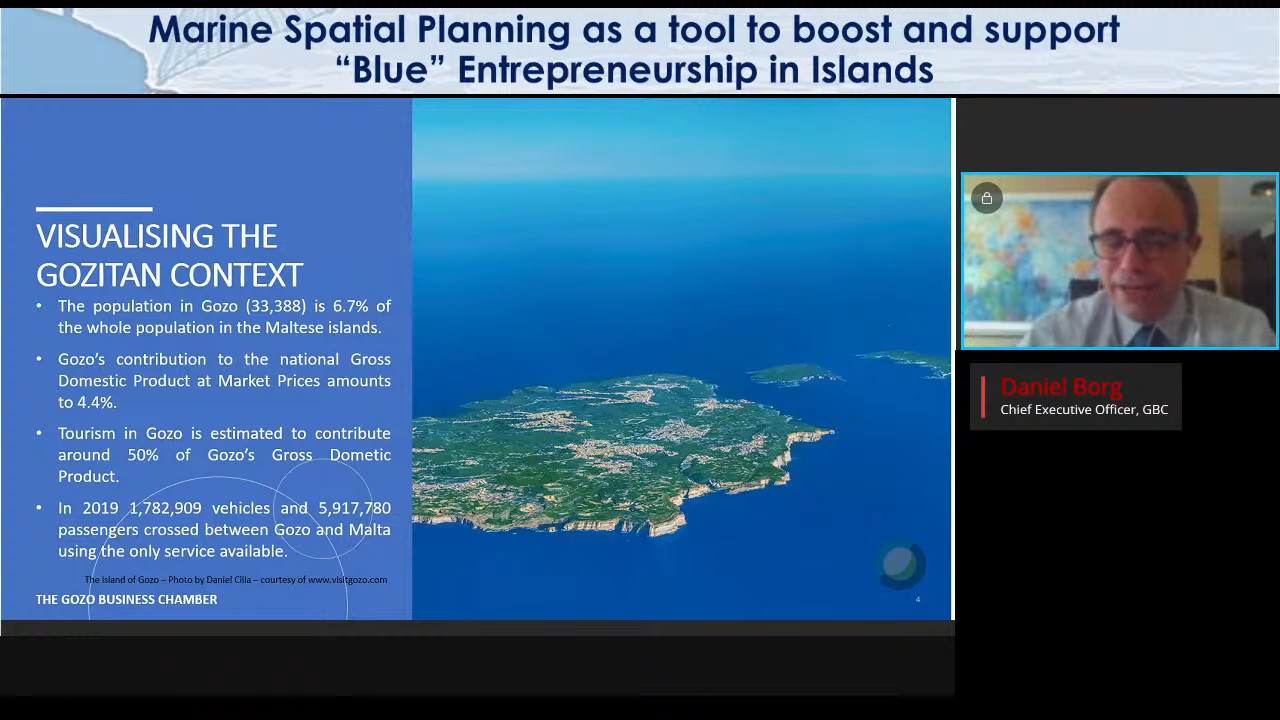 Marine Spatial Planning as a tool to boost and support
“Blue” Entrepreneurship in Islands
VISUALISING THE
GOZITAN CONTEXT
• The population in Gozo (33,388) is 6.7% of
the whole population in the Maltese islands.
• Gozo’s contribution to the national Gross
Domestic Product at Market Prices amounts
to 4.4%.
• Tourism in Gozo is estimated to contribute
around 50% of Gozo’s Gross Dometic
Product.
• In 2019 1,782,909 vehicles and 5,917,780
passengers crossed between Gozo and Malta
using the only service available.
The island of Gozo – Photo by Daniel Cilia – courtesy of www.visitgozo.com
THE GOZO BUSINESS CHAMBER
4
Daniel Borg
Chief Executive Officer, GBC